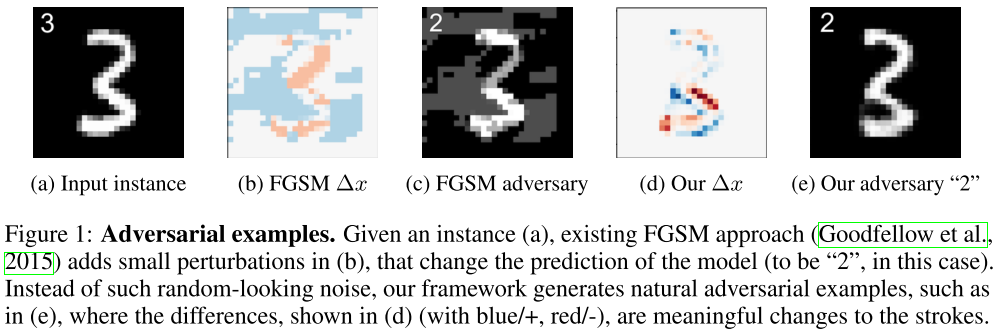 3
2
2
(a) Input instance
(b) FGSM Δx
(c) FGSM adversary
(d) Our Δx
(e) Our adversary “2”
Figure 1: Adversarial examples. Given an instance (a), existing FGSM approach (Goodfellow et al.,
2015) adds small perturbations in (b), that change the prediction of the model (to be “2”, in this case).
Instead of such random-looking noise, our framework generates natural adversarial examples, such as
in (e), where the differences, shown in (d) (with blue/+, red/-), are meaningful changes to the strokes.